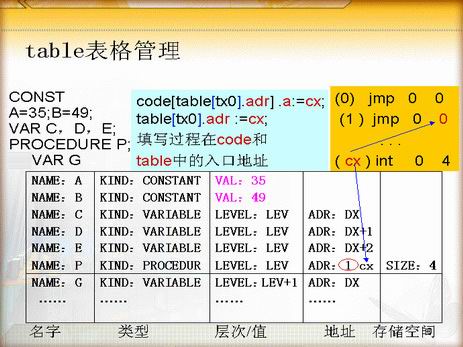 table表格管理
CONST
A=35;B=49;
VAR C，D，E;
PROCEDURE P;
VAR G
code[table[tx0].adr] .a:=cx;
table[tx0].adr :=cx;
填写过程在code和
table中的入口地址
(0) jmp 0 0
(1 ) jmp 0 0
...
( cx ) int 0 4
NAME: A KIND: CONSTANT VAL: 35
NAME: B KIND: CONSTANT VAL: 49
NAME: C KIND: VARIABLE LEVEL: LEV ADR: DX
NAME: D KIND: VARIABLE LEVEL: LEV ADR: DX+1
NAME: E KIND: VARIABLE LEVEL: LEV ADR: DX+2
NAME: P KIND: PROCEDUR LEVEL: LEV ADR: 1 cx SIZE: 4
NAME: G KIND: VARIABLE LEVEL: LEV+1 ADR: DX
…… …… …… ……
名字 类型 层次/值 地址 存储空间